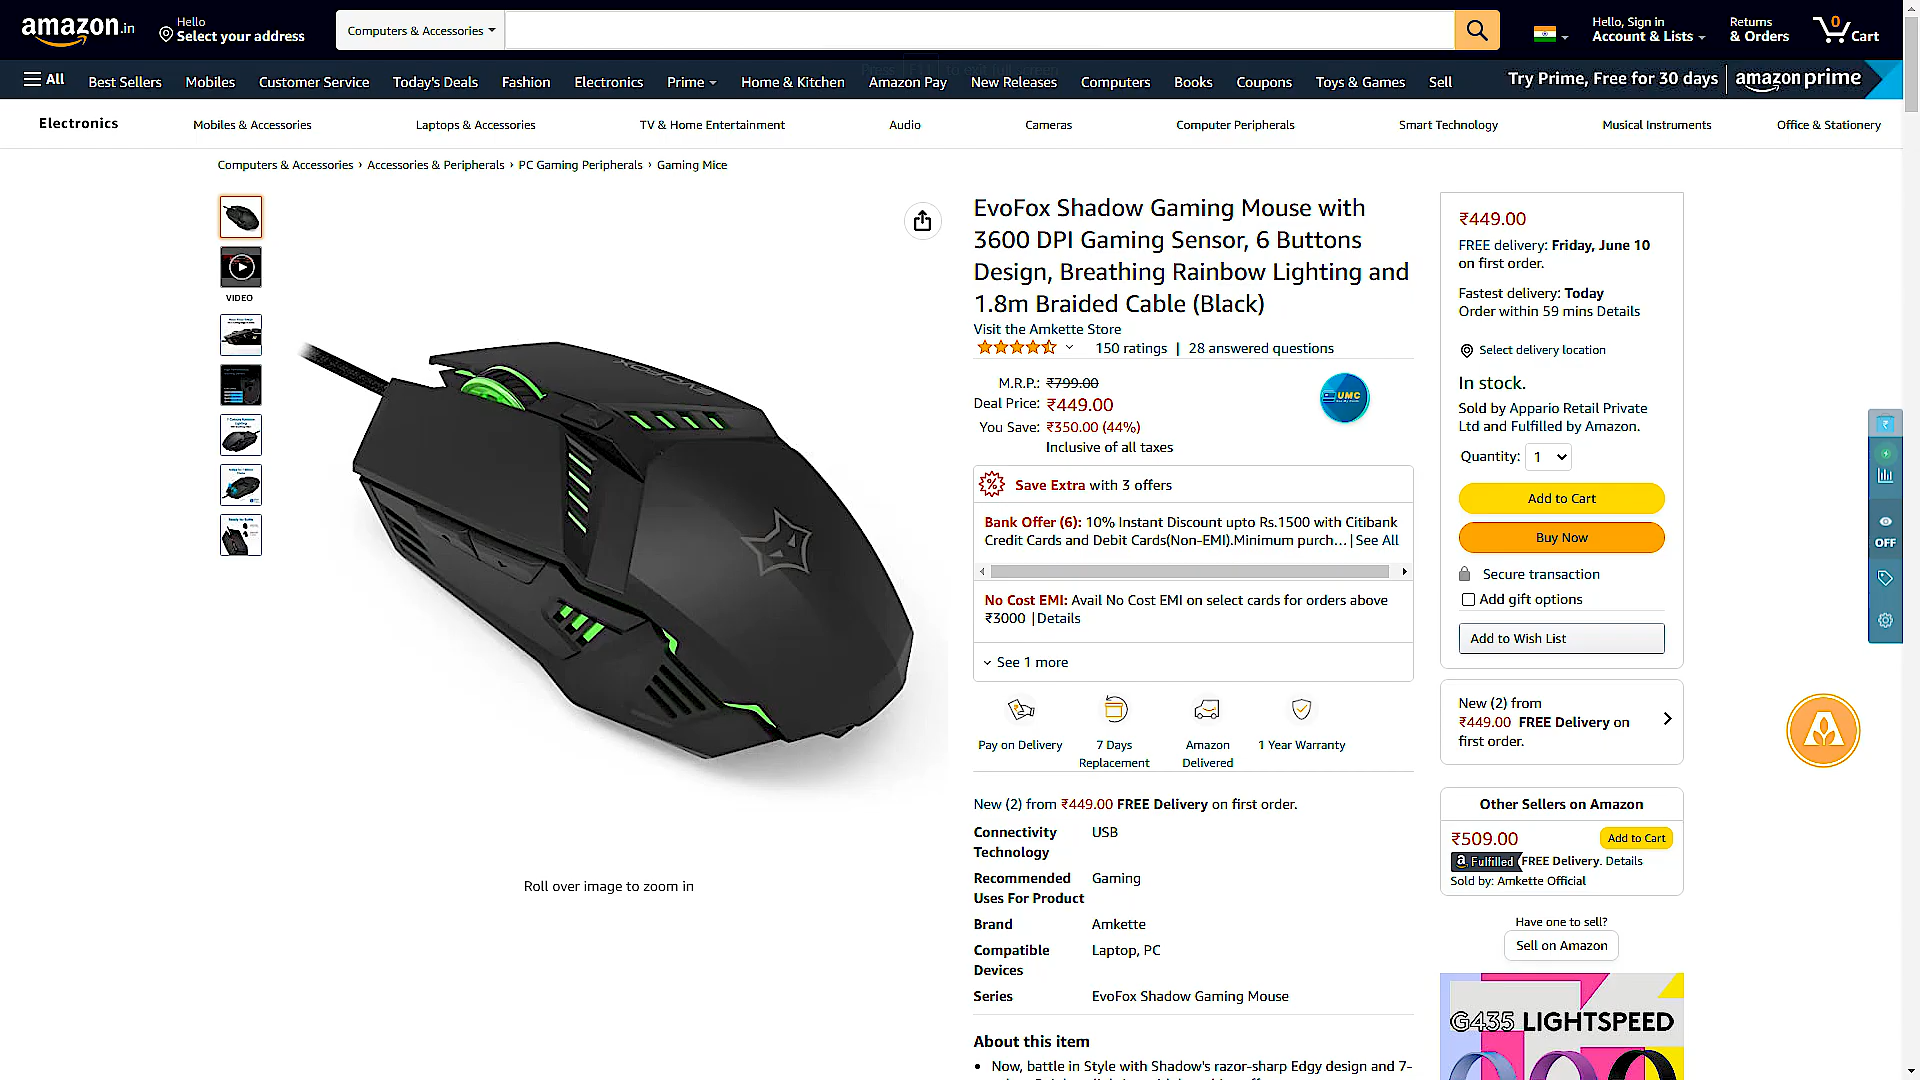 amazon.in
Hello
Select your address
Computers & Accessories
Hello, Sign in
Account & Lists
Returns
& Orders
0
Cart
All
Best Sellers
Mobiles
Customer Service
Today's Deals
Fashion
Electronics
Prime
Home & Kitchen
Amazon Pay
New Releases
Computers
Books
Coupons
Toys & Games
Sell
Try Prime, Free for 30 days
amazon prime
Electronics
Mobiles & Accessories
Laptops & Accessories
TV & Home Entertainment
Audio
Cameras
Computer Peripherals
Smart Technology
Musical Instruments
Office & Stationery
Computers & Accessories › Accessories & Peripherals › PC Gaming Peripherals › Gaming Mice
VIDEO
EVOFOX
Roll over image to zoom in
EvoFox Shadow Gaming Mouse with
3600 DPI Gaming Sensor, 6 Buttons
Design, Breathing Rainbow Lighting and
1.8m Braided Cable (Black)
Visit the Amkette Store
150 ratings | 28 answered questions
M.R.P.: ₹799.00
Deal Price: ₹449.00
You Save: ₹350.00 (44%)
Inclusive of all taxes
UMC
Save Extra with 3 offers
Bank Offer (6): 10% Instant Discount upto Rs.1500 with Citibank
Credit Cards and Debit Cards(Non-EMI).Minimum purch... | See All
No Cost EMI: Avail No Cost EMI on select cards for orders above
₹3000 | Details
See 1 more
Pay on Delivery
7 Days
Replacement
Amazon
Delivered
1 Year Warranty
New (2) from ₹449.00 FREE Delivery on first order.
Connectivity
Technology
USB
Recommended
Uses For Product
Gaming
Brand
Amkette
Compatible
Devices
Laptop, PC
Series
EvoFox Shadow Gaming Mouse
About this item
Now, battle in Style with Shadow's razor-sharp Edgy design and 7-
₹449.00
FREE delivery: Friday, June 10
on first order.
Fastest delivery: Today
Order within 59 mins Details
Select delivery location
In stock.
Sold by Appario Retail Private
Ltd and Fulfilled by Amazon.
Quantity: 1
Add to Cart
Buy Now
Secure transaction
Add gift options
Add to Wish List
New (2) from
₹449.00 FREE Delivery on
first order.
Other Sellers on Amazon
₹509.00
Add to Cart
a Fulfilled FREE Delivery. Details
Sold by: Amkette Official
Have one to sell?
Sell on Amazon
G435 LIGHTSPEED
OFF